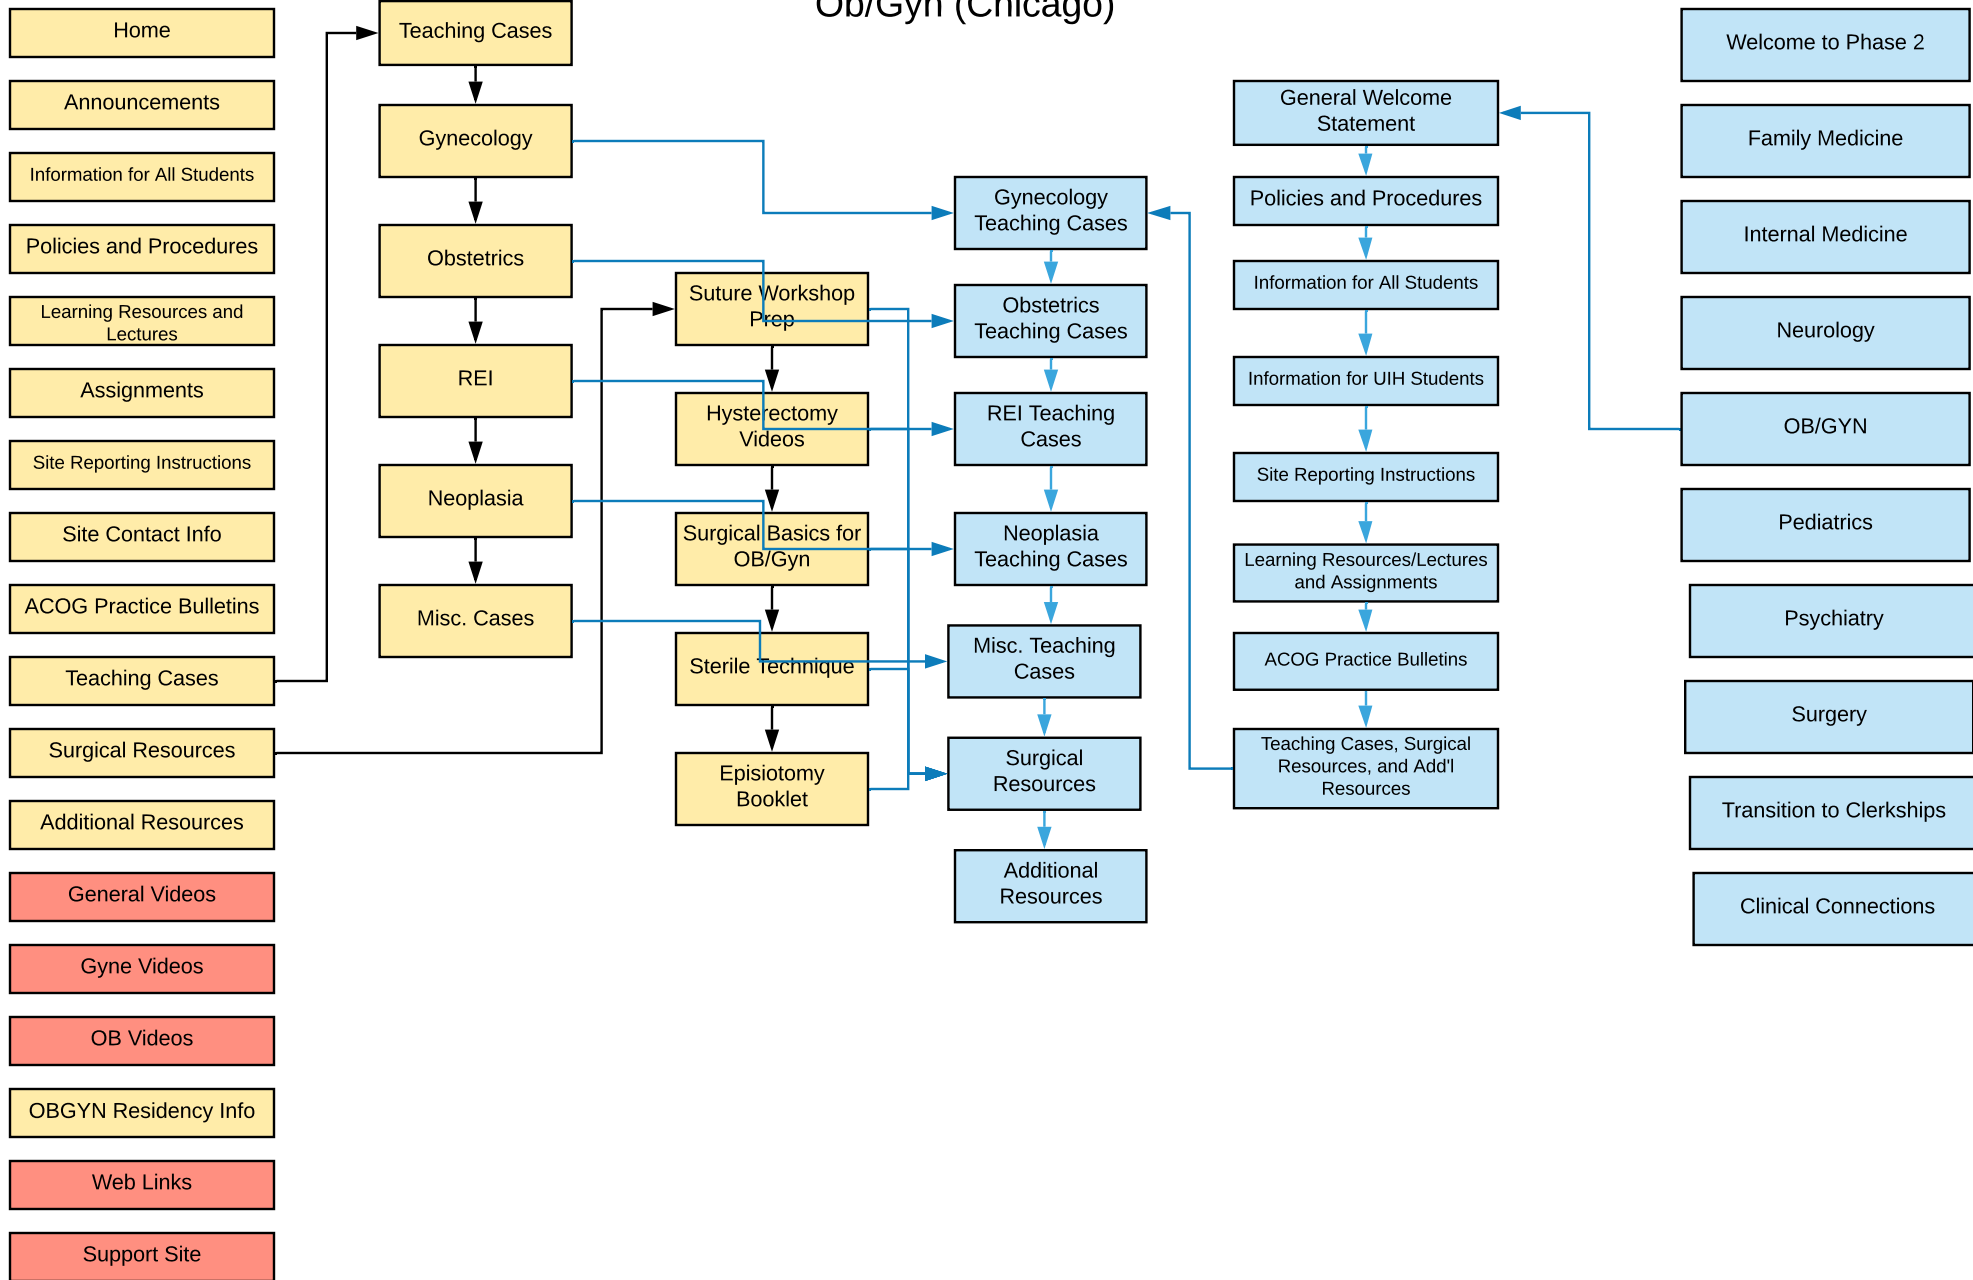 Ob/Gyn (Chicago)
Home
Announcements
Information for All Students
Policies and Procedures
Learning Resources and
Lectures
Assignments
Site Reporting Instructions
Site Contact Info
ACOG Practice Bulletins
Teaching Cases
Surgical Resources
Additional Resources
General Videos
Gyne Videos
OB Videos
OBGYN Residency Info
Web Links
Support Site
Teaching Cases
Gynecology
Obstetrics
REI
Neoplasia
Misc. Cases
Suture Workshop
Prep
Hysterectomy
Videos
Surgical Basics for
OB/Gyn
Sterile Technique
Episiotomy
Booklet
Gynecology
Teaching Cases
Obstetrics
Teaching Cases
REI Teaching
Cases
Neoplasia
Teaching Cases
Misc. Teaching
Cases
Surgical
Resources
Additional
Resources
General Welcome
Statement
Policies and Procedures
Information for All Students
Information for UIH Students
Site Reporting Instructions
Learning Resources/Lectures
and Assignments
ACOG Practice Bulletins
Teaching Cases, Surgical
Resources, and Add'l
Resources
Welcome to Phase 2
Family Medicine
Internal Medicine
Neurology
OB/GYN
Pediatrics
Psychiatry
Surgery
Transition to Clerkships
Clinical Connections